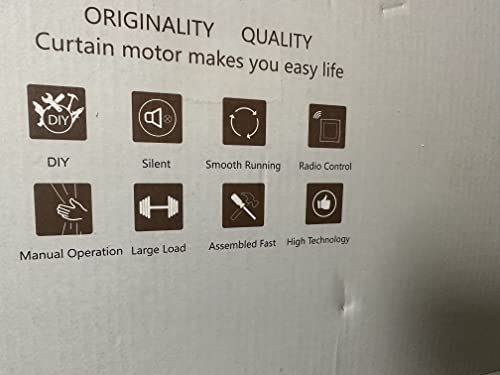 ORIGINALITY QUALITY
Curtain motor makes you easy life
DIY
DIY Silent Smooth Running Radio Control
Manual Operation Large Load Assembled Fast High Technology